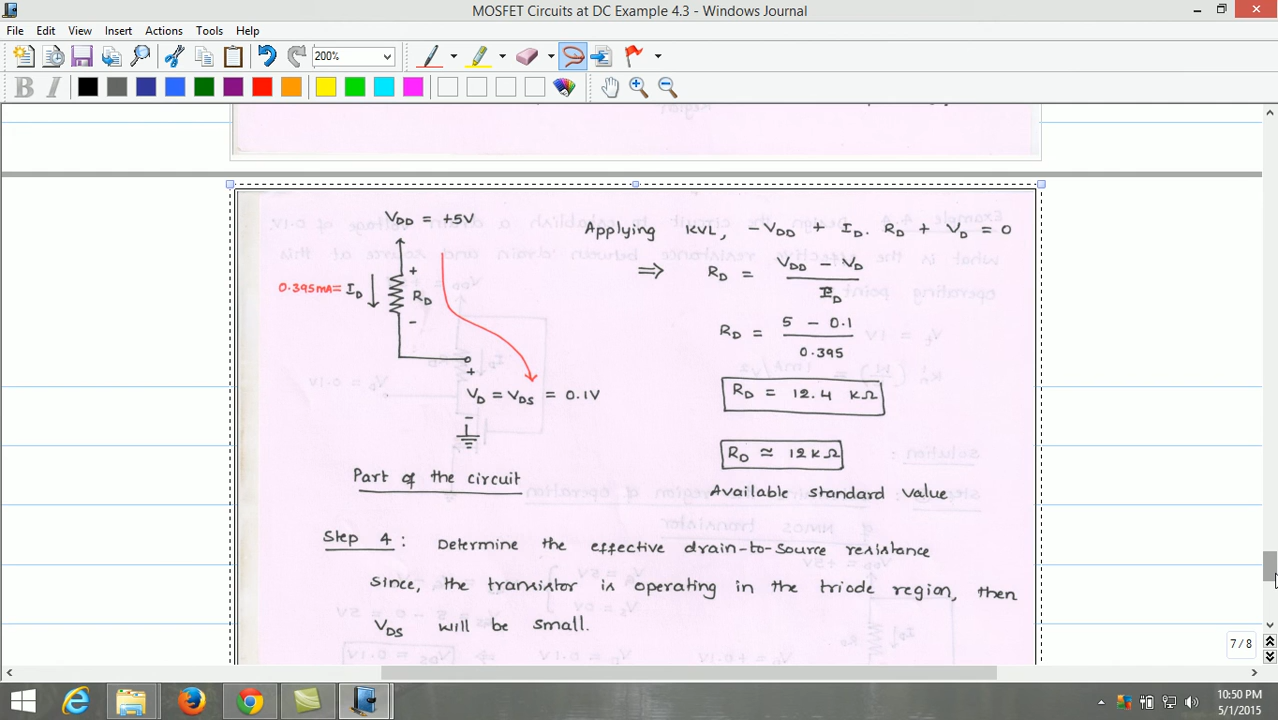 MOSFET Circuits at DC Example 4.3 - Windows Journal
File Edit View Insert Actions Tools Help
200%
B I
Region
VDD = +5V
0.395mA = ID
+
RD
-
+
VD = VDS = 0.1V
-
Part of the circuit
Applying KVL, -VDD + ID. RD + VD = 0
⇒ RD = VDD - VD / ID
RD = 5 - 0.1 / 0.395
RD = 12.4 KΩ
RD ≈ 12KΩ
Available standard value
Step 4: Determine the effective drain-to-source resistance
Since, the transistor is operating in the triode region, then
VDS will be small.
7 / 8
10:50 PM
5/1/2015